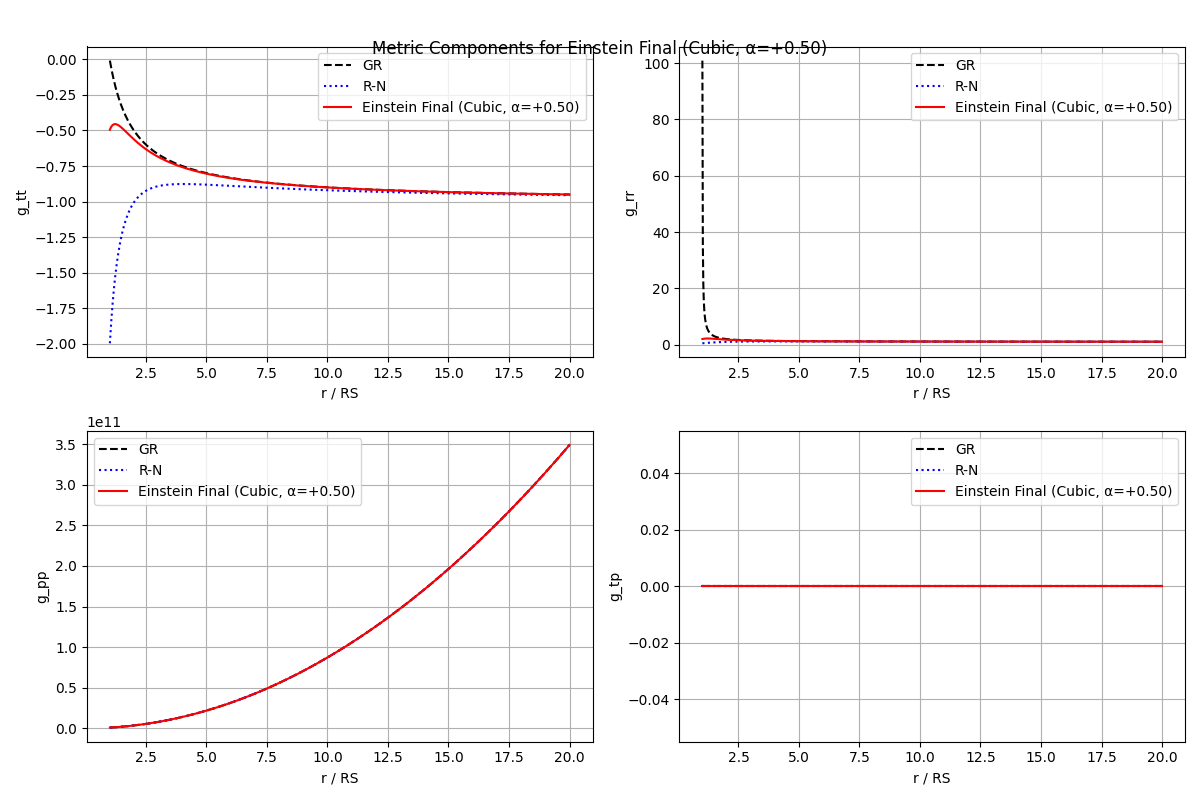 Metric Components for Einstein Final (Cubic, α=+0.50)
0.00
−0.25
−0.50
−0.75
−1.00
−1.25
−1.50
−1.75
−2.00
g_tt
GR
R-N
Einstein Final (Cubic, α=+0.50)
2.5 5.0 7.5 10.0 12.5 15.0 17.5 20.0
r / RS
100
80
60
40
20
0
g_rr
GR
R-N
Einstein Final (Cubic, α=+0.50)
2.5 5.0 7.5 10.0 12.5 15.0 17.5 20.0
r / RS
1e11
3.5
3.0
2.5
2.0
1.5
1.0
0.5
0.0
g_pp
GR
R-N
Einstein Final (Cubic, α=+0.50)
2.5 5.0 7.5 10.0 12.5 15.0 17.5 20.0
r / RS
0.04
0.02
0.00
−0.02
−0.04
g_tp
GR
R-N
Einstein Final (Cubic, α=+0.50)
2.5 5.0 7.5 10.0 12.5 15.0 17.5 20.0
r / RS